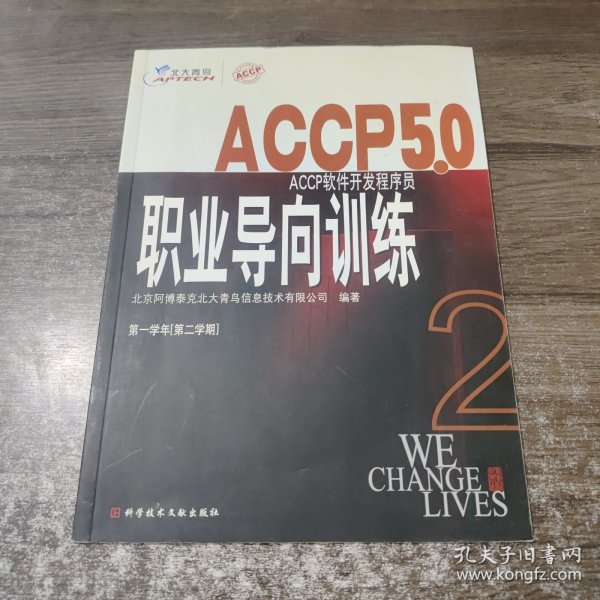 北大青鸟
APTECH
ACCP
ACCP5.0
ACCP软件开发程序员
职业导向训练
北京阿博泰克北大青鸟信息技术有限公司 编著
第一学年[第二学期]
2
WE
CHANGE
LIVES
科学技术文献出版社
孔夫子旧书网
www.kongfz.com